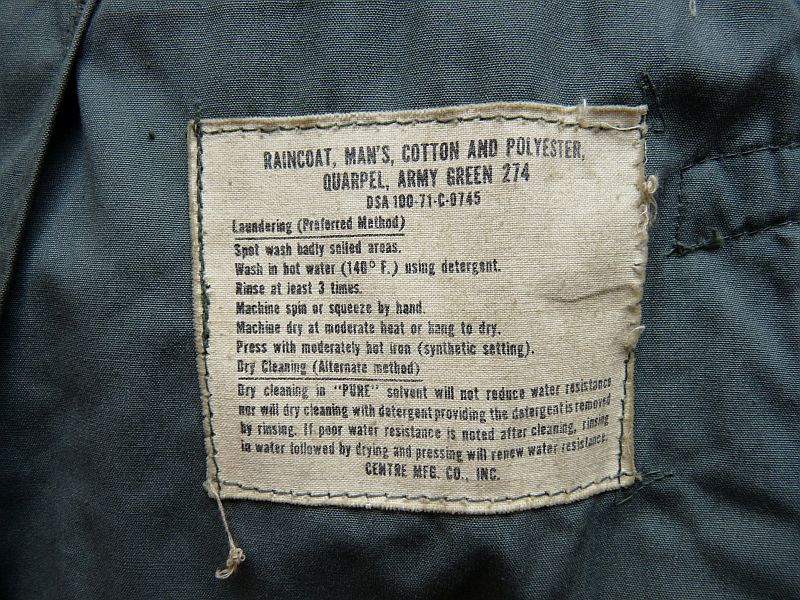 RAINCOAT, MAN'S, COTTON AND POLYESTER,
QUARPEL, ARMY GREEN 274
DSA 100-71-C-0745
Laundering (Preferred Method)
Spot wash badly soiled areas.
Wash in hot water (140° F.) using detergent.
Rinse at least 3 times.
Machine spin or squeeze by hand.
Machine dry at moderate heat or hang to dry.
Press with moderately hot iron (synthetic setting).
Dry Cleaning (Alternate method)
Dry cleaning in "PURE" solvent will not reduce water resistance
nor will dry cleaning with detergent providing the detergent is removed
by rinsing. If poor water resistance is noted after cleaning, rinsing
in water followed by drying and pressing will renew water resistance.
CENTRE MFG. CO., INC.